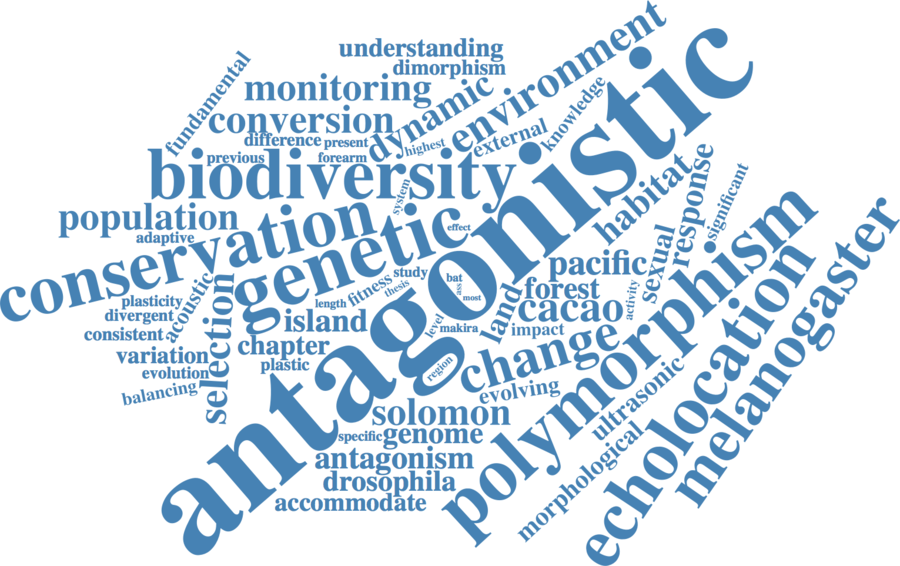 understanding
dimorphism
environment
fundamental
monitoring
dynamic
antagonistic
conversion
difference
present
highest
external
knowledge
previous
forearm
biodiversity
system
habitat
response
significant
population
adaptive
conservation
genetic
effect
sexual
pacific
polymorphism
plasticity
divergent
acoustic
selection
length
fitness
thesis
study
bat
ass
most
land
forest
cacao
activity
melanogaster
consistent
island
level
makira
impact
variation
chapter
change
echolocation
evolution
plastic
region
evolving
ultrasonic
balancing
solomon
specific
genome
morphological
antagonism
drosophila
accommodate